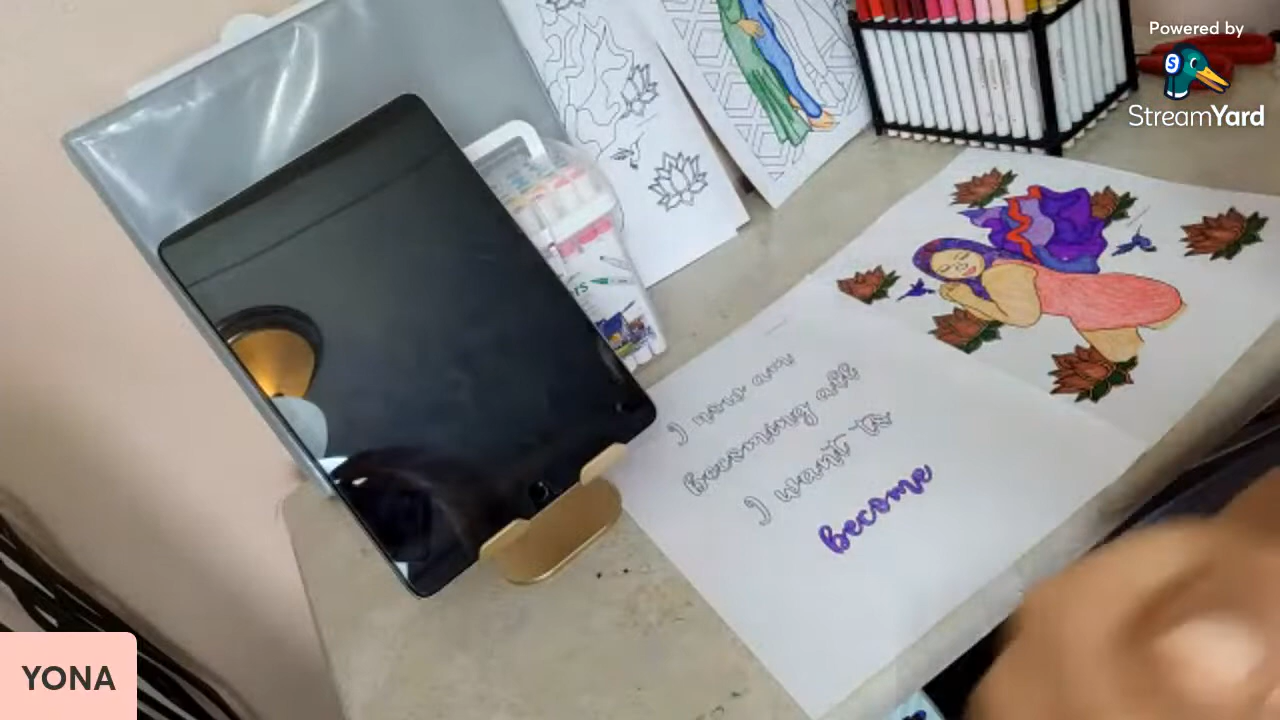 Powered by
StreamYard
I now am
Becoming all
I want to
Become
YONA